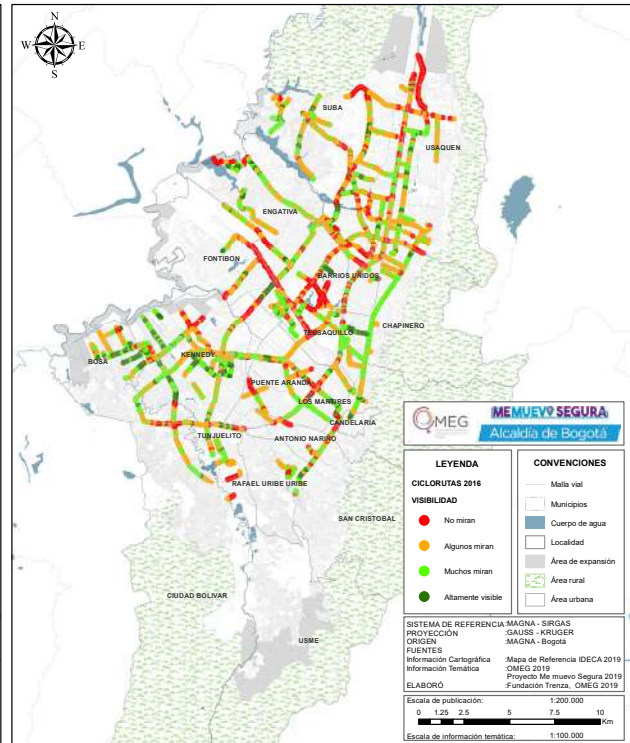 N
W E
S
SUBA
USAQUEN
ENGATIVA
FONTIBON
BARRIOS UNIDOS
TEUSAQUILLO
CHAPINERO
KENNEDY
BOSA
PUENTE ARANDA
LOS MARTIRES
CANDELARIA
TUNJUELITO
ANTONIO NARIÑO
RAFAEL URIBE URIBE
SAN CRISTOBAL
CIUDAD BOLIVAR
USME
OMEG
MEMUEVO SEGURA
Alcaldía de Bogotá
LEYENDA
CICLORUTAS 2016
VISIBILIDAD
No miran
Algunos miran
Muchos miran
Altamente visible
CONVENCIONES
Malla vial
Municipios
Cuerpo de agua
Localidad
Área de expansión
Área rural
Área urbana
SISTEMA DE REFERENCIA:MAGNA - SIRGAS
PROYECCIÓN :GAUSS - KRUGER
ORIGEN :MAGNA - Bogotá
FUENTES
Información Cartográfica :Mapa de Referencia IDECA 2019
Información Temática :OMEG 2019
Proyecto Me muevo Segura 2019
ELABORÓ :Fundación Trenza, OMEG 2019
Escala de publicación: 1:200.000
0 1.25 2.5 5 7.5 10
Km
Escala de información temática: 1:100.000